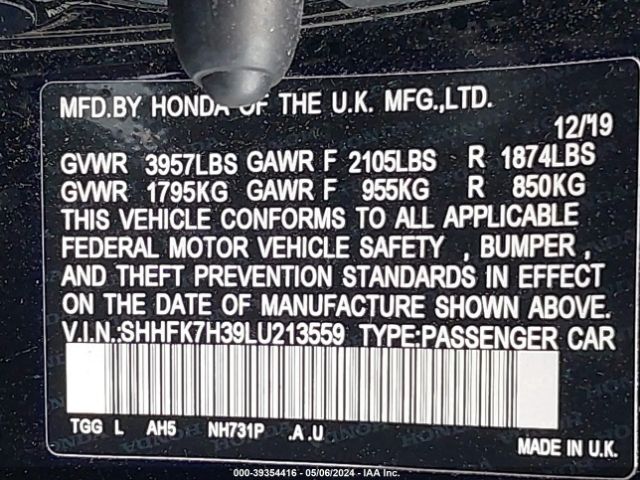 MFD.BY HONDA OF THE U.K. MFG.,LTD.
12/'19
GVWR 3957LBS GAWR F 2105LBS R 1874LBS
GVWR 1795KG GAWR F 955KG R 850KG
THIS VEHICLE CONFORMS TO ALL APPLICABLE
FEDERAL MOTOR VEHICLE SAFETY , BUMPER ,
AND THEFT PREVENTION STANDARDS IN EFFECT
ON THE DATE OF MANUFACTURE SHOWN ABOVE.
V.I.N.:SHHFK7H39LU213559 TYPE:PASSENGER CAR
TGG L AH5 NH731P .A .U
MADE IN U.K.
000-39354416 - 05/06/2024 - IAA Inc.